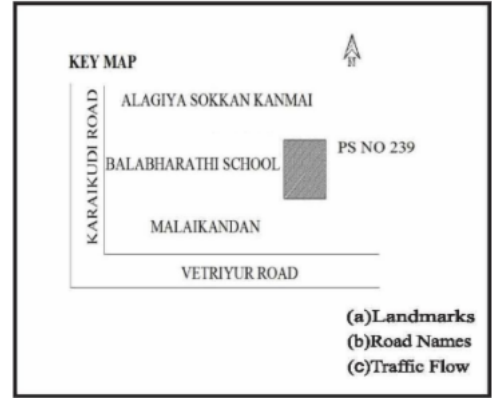 KEY MAP
ALAGIYA SOKKAN KANMAI
KARAIKUDI ROAD
BALABHARATHI SCHOOL
PS NO 239
MALAIKANDAN
VETRIYUR ROAD
(a)Landmarks
(b)Road Names
(c)Traffic Flow